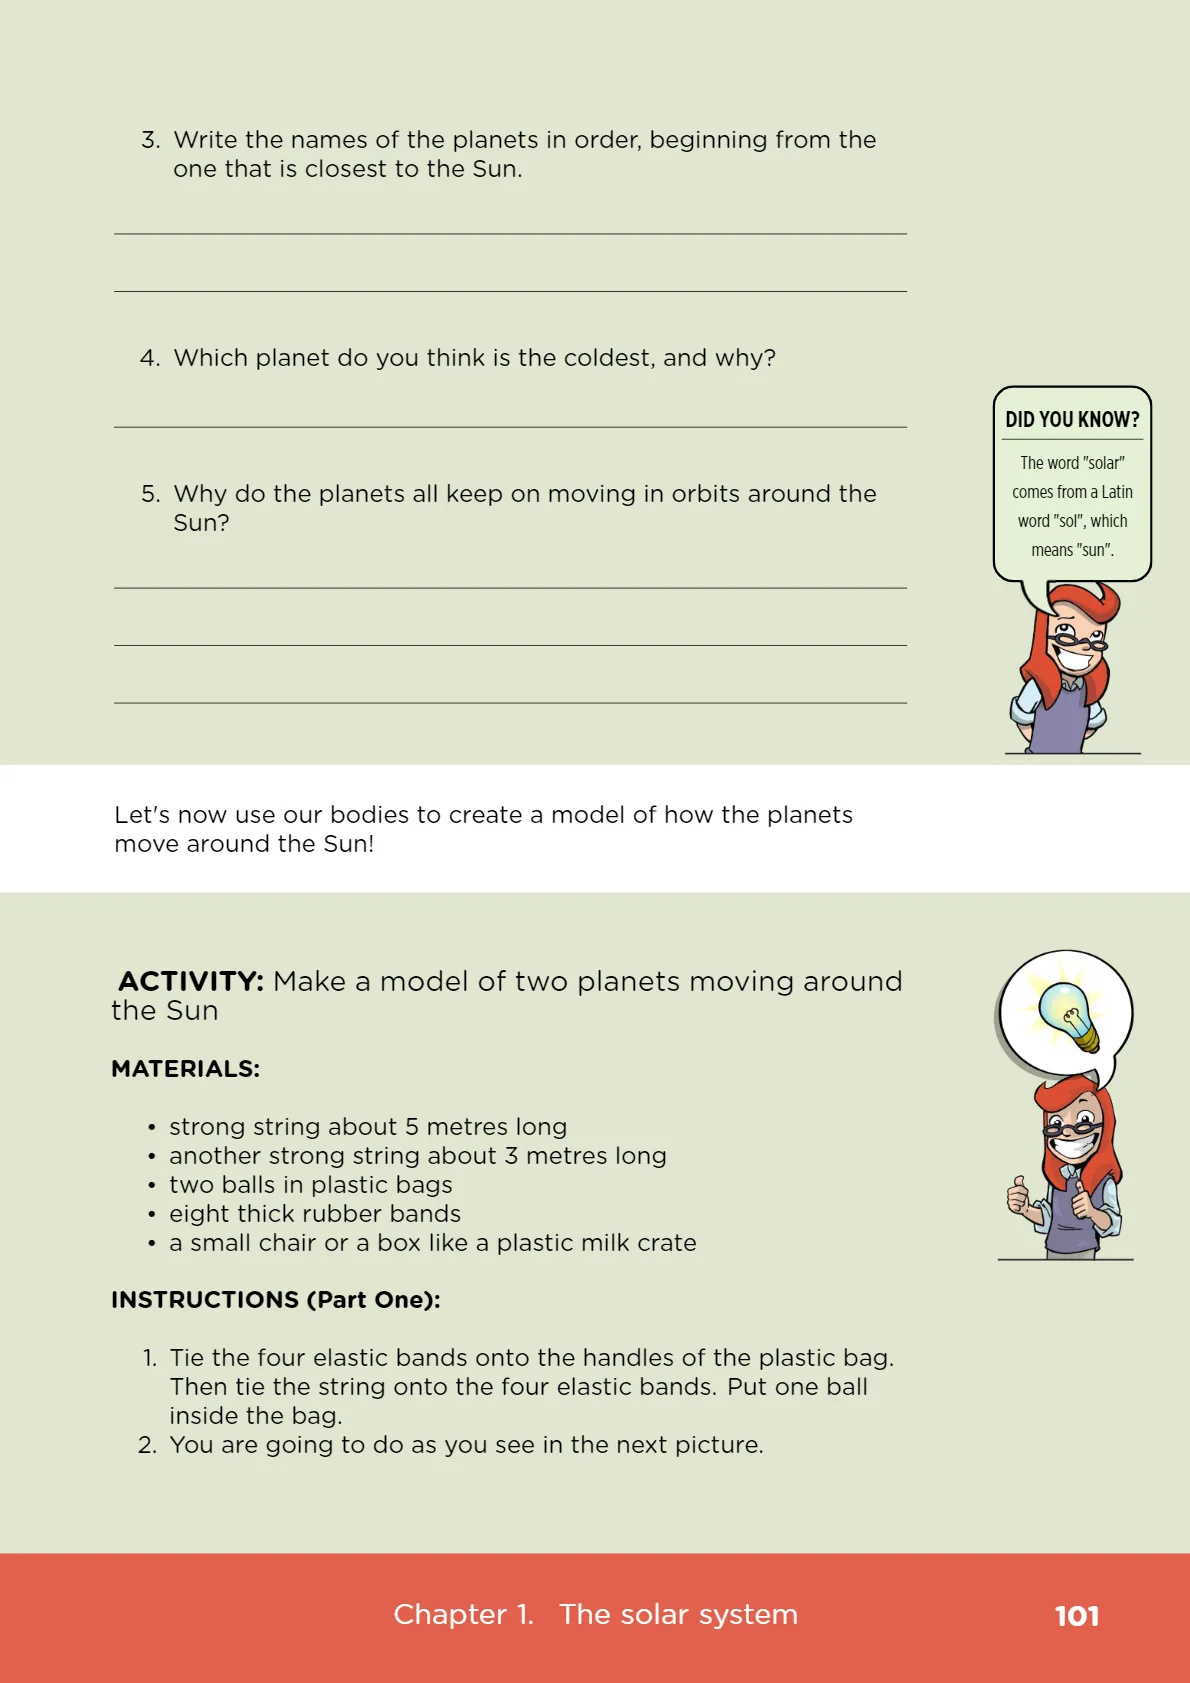 3. Write the names of the planets in order, beginning from the
one that is closest to the Sun.
4. Which planet do you think is the coldest, and why?
5. Why do the planets all keep on moving in orbits around the
Sun?
DID YOU KNOW?
The word "solar"
comes from a Latin
word "sol", which
means "sun".
Let's now use our bodies to create a model of how the planets
move around the Sun!
ACTIVITY: Make a model of two planets moving around
the Sun
MATERIALS:
• strong string about 5 metres long
• another strong string about 3 metres long
• two balls in plastic bags
• eight thick rubber bands
• a small chair or a box like a plastic milk crate
INSTRUCTIONS (Part One):
1. Tie the four elastic bands onto the handles of the plastic bag.
Then tie the string onto the four elastic bands. Put one ball
inside the bag.
2. You are going to do as you see in the next picture.
Chapter 1. The solar system
101